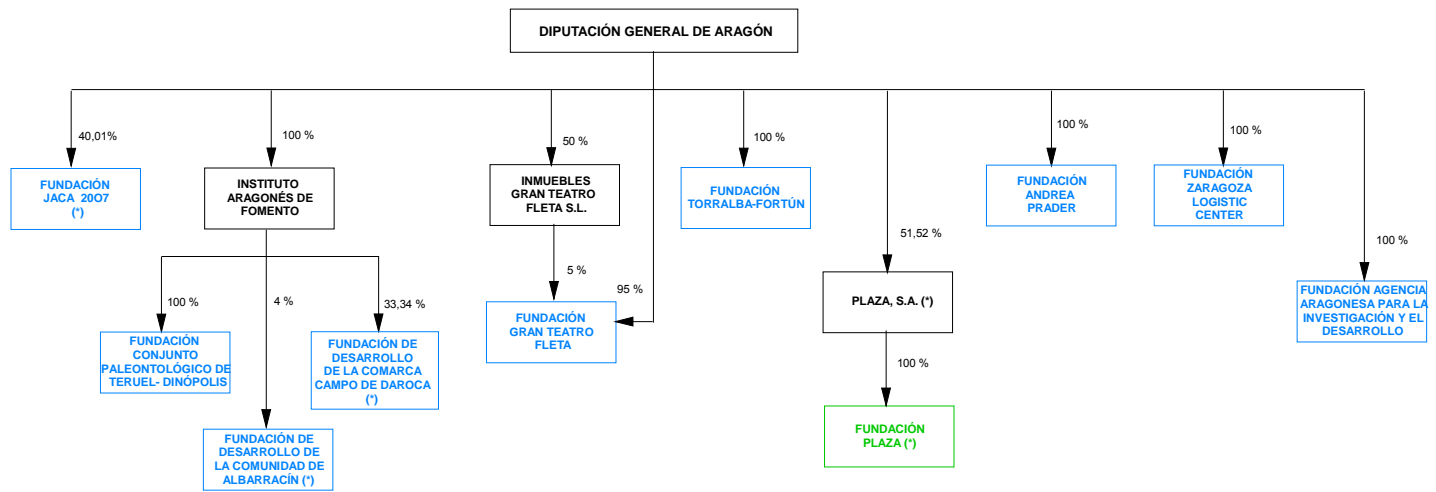 DIPUTACIÓN GENERAL DE ARAGÓN
40,01%
100 %
50 %
100 %
51,52 %
100 %
100 %
100 %
FUNDACIÓN
JACA 20O7
(*)
INSTITUTO
ARAGONÉS DE
FOMENTO
INMUEBLES
GRAN TEATRO
FLETA S.L.
FUNDACIÓN
TORRALBA-FORTÚN
FUNDACIÓN
ANDREA
PRADER
FUNDACIÓN
ZARAGOZA
LOGISTIC
CENTER
100 %
4 %
33,34 %
5 %
95 %
PLAZA, S.A. (*)
FUNDACIÓN AGENCIA
ARAGONESA PARA LA
INVESTIGACIÓN Y EL
DESARROLLO
FUNDACIÓN
CONJUNTO
PALEONTOLÓGICO DE
TERUEL- DINÓPOLIS
FUNDACIÓN DE
DESARROLLO
DE LA COMARCA
CAMPO DE DAROCA
(*)
FUNDACIÓN
GRAN TEATRO
FLETA
100 %
FUNDACIÓN DE
DESARROLLO DE
LA COMUNIDAD DE
ALBARRACÍN (*)
FUNDACIÓN
PLAZA (*)